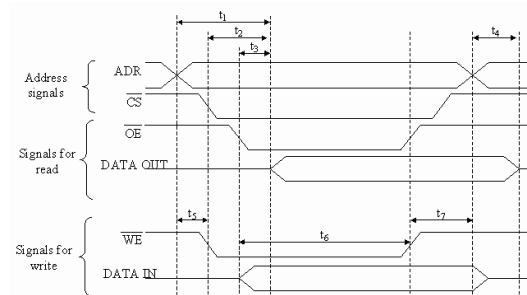 t1
t2
t3
t4
Address
signals
ADR
CS
Signals for
read
OE
DATA OUT
t5
t7
t6
Signals for
write
WE
DATA IN